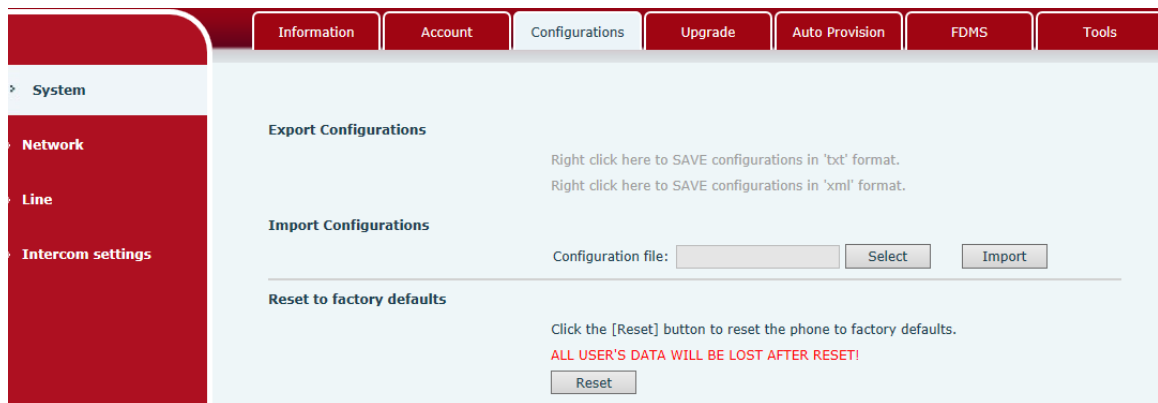 Information Account Configurations Upgrade Auto Provision FDMS Tools
System
Network
Line
Intercom settings
Export Configurations
Right click here to SAVE configurations in 'txt' format.
Right click here to SAVE configurations in 'xml' format.
Import Configurations
Configuration file: Select Import
Reset to factory defaults
Click the [Reset] button to reset the phone to factory defaults.
ALL USER'S DATA WILL BE LOST AFTER RESET!
Reset